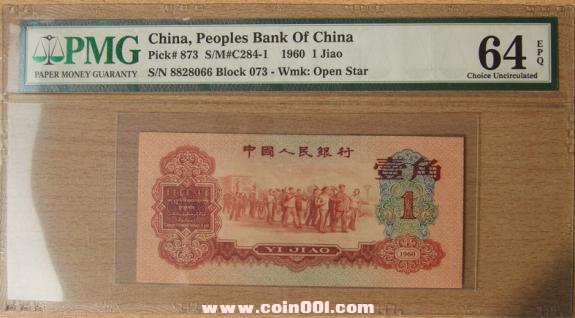 PMG
PAPER MONEY GUARANTY
China, Peoples Bank Of China
Pick# 873 S/M#C284-1 1960 1 Jiao
S/N 8828066 Block 073 - Wmk: Open Star
64 EPQ
Choice Uncirculated
中國人民銀行
壹角
1
YI JIAO
1960
www.coin001.com